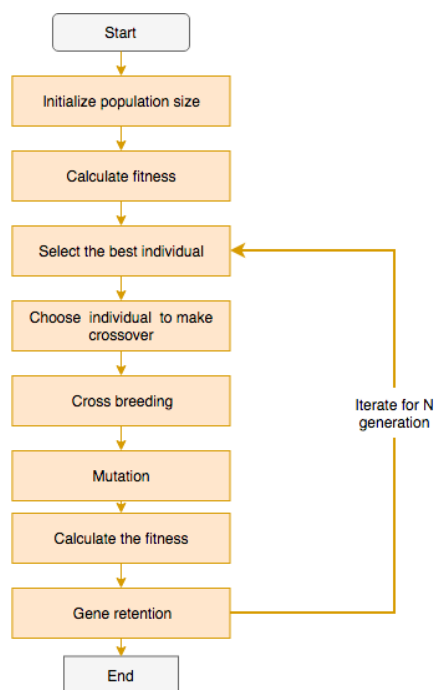 Start
Initialize population size
Calculate fitness
Select the best individual
Choose individual to make
crossover
Cross breeding
Iterate for N
generation
Mutation
Calculate the fitness
Gene retention
End